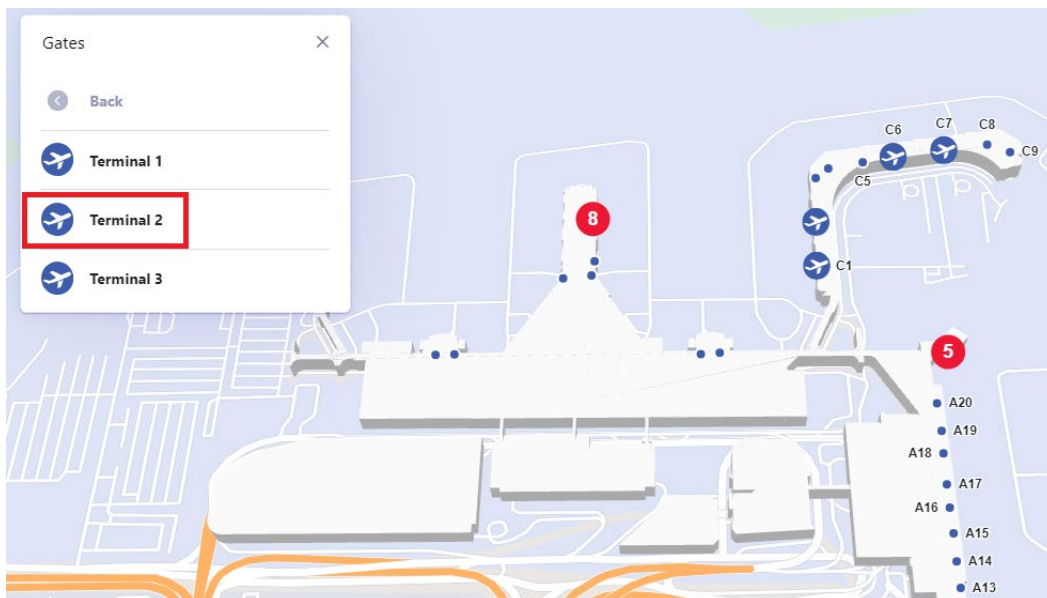 Gates
Back
Terminal 1
Terminal 2
Terminal 3
C6
C7
C8
C9
C5
8
C1
5
A20
A19
A18
A17
A16
A15
A14
A13